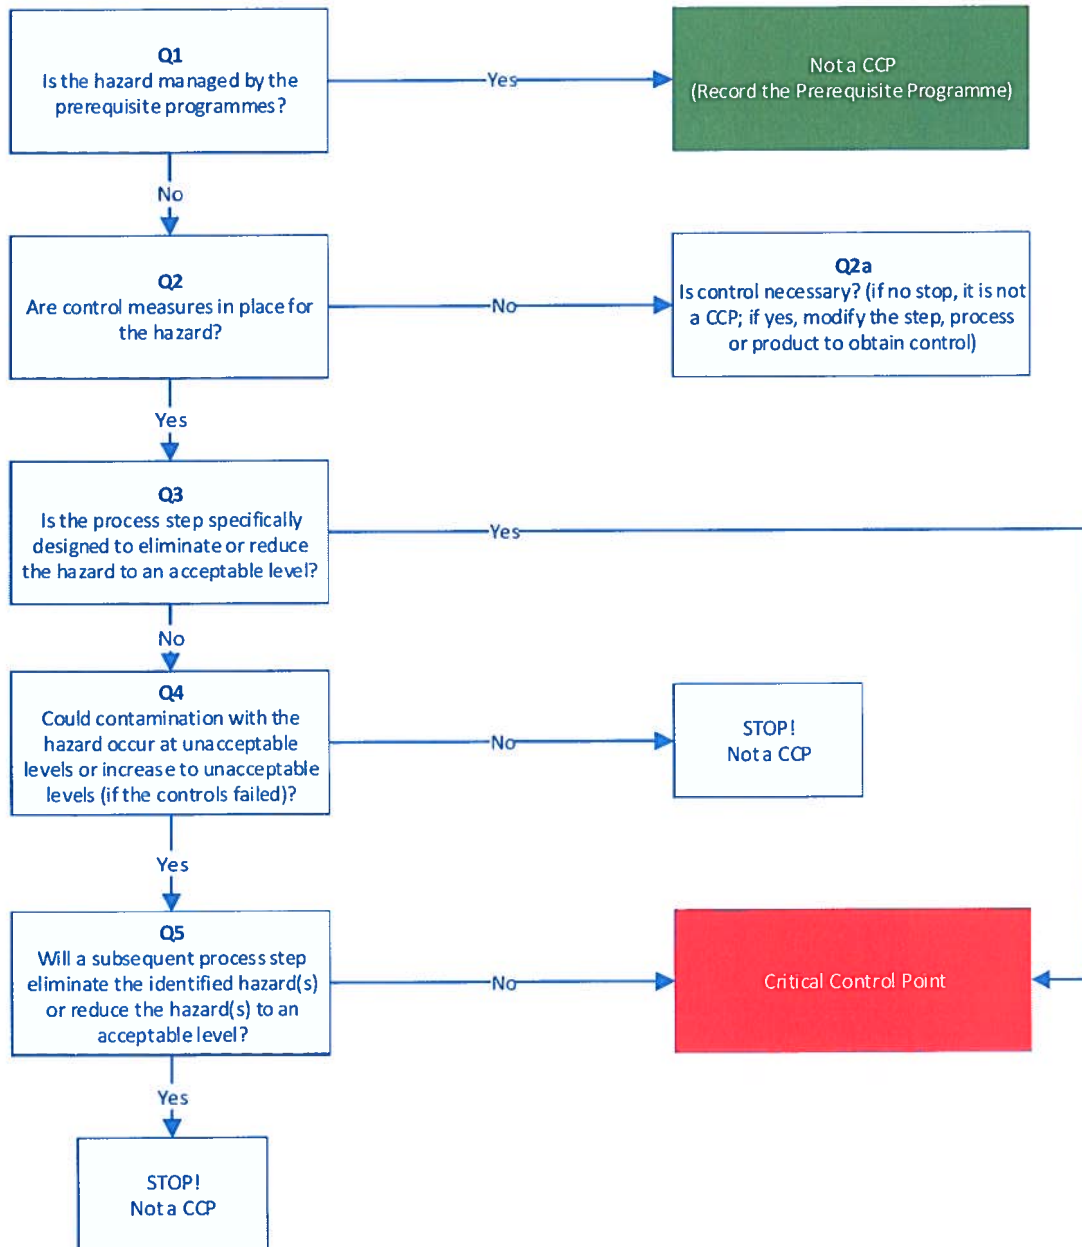 Q1
Is the hazard managed by the
prerequisite programmes?
Yes
Not a CCP
(Record the Prerequisite Programme)
No
Q2
Are control measures in place for
the hazard?
No
Q2a
Is control necessary? (if no stop, it is not
a CCP; if yes, modify the step, process
or product to obtain control)
Yes
Q3
Is the process step specifically
designed to eliminate or reduce
the hazard to an acceptable level?
Yes
No
Q4
Could contamination with the
hazard occur at unacceptable
levels or increase to unacceptable
levels (if the controls failed)?
No
STOP!
Not a CCP
Yes
Q5
Will a subsequent process step
eliminate the identified hazard(s)
or reduce the hazard(s) to an
acceptable level?
No
Critical Control Point
Yes
STOP!
Not a CCP